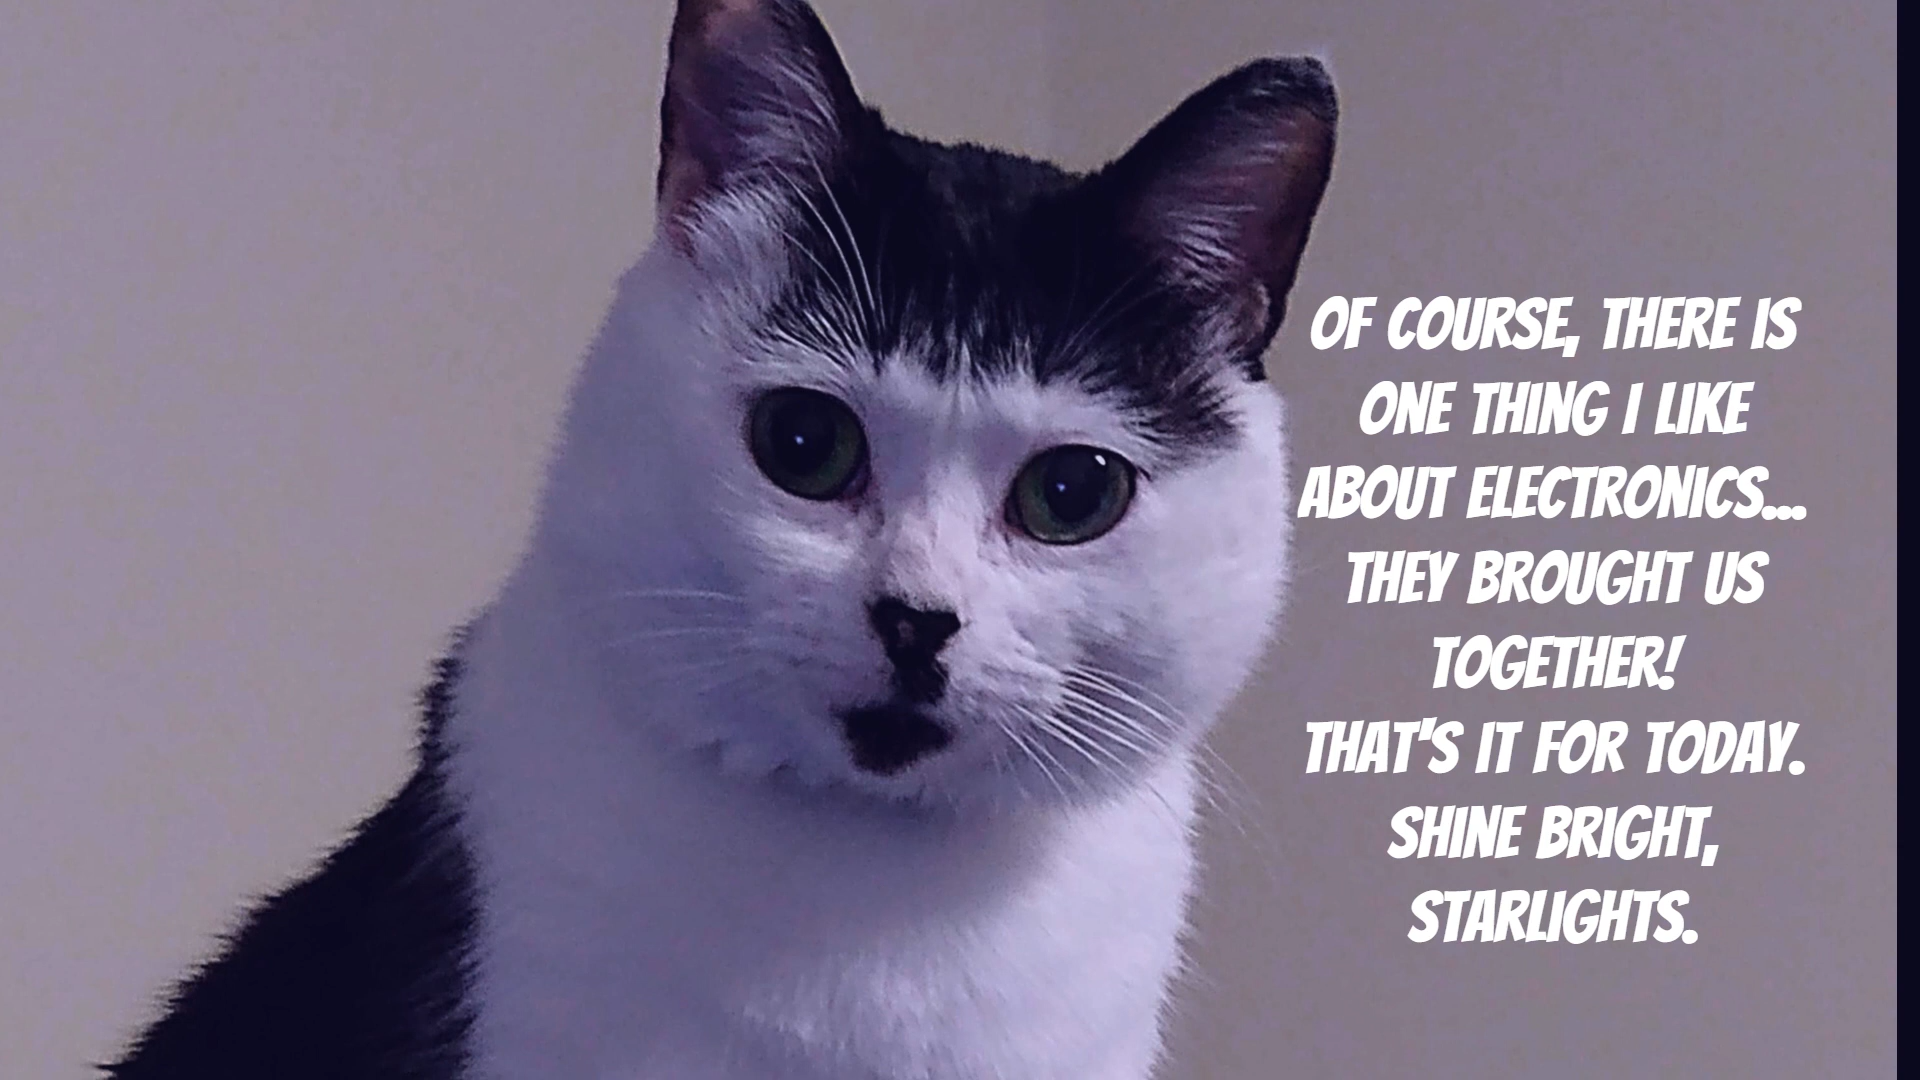 OF COURSE, THERE IS
ONE THING I LIKE
ABOUT ELECTRONICS...
THEY BROUGHT US
TOGETHER!
THAT'S IT FOR TODAY.
SHINE BRIGHT,
STARLIGHTS.